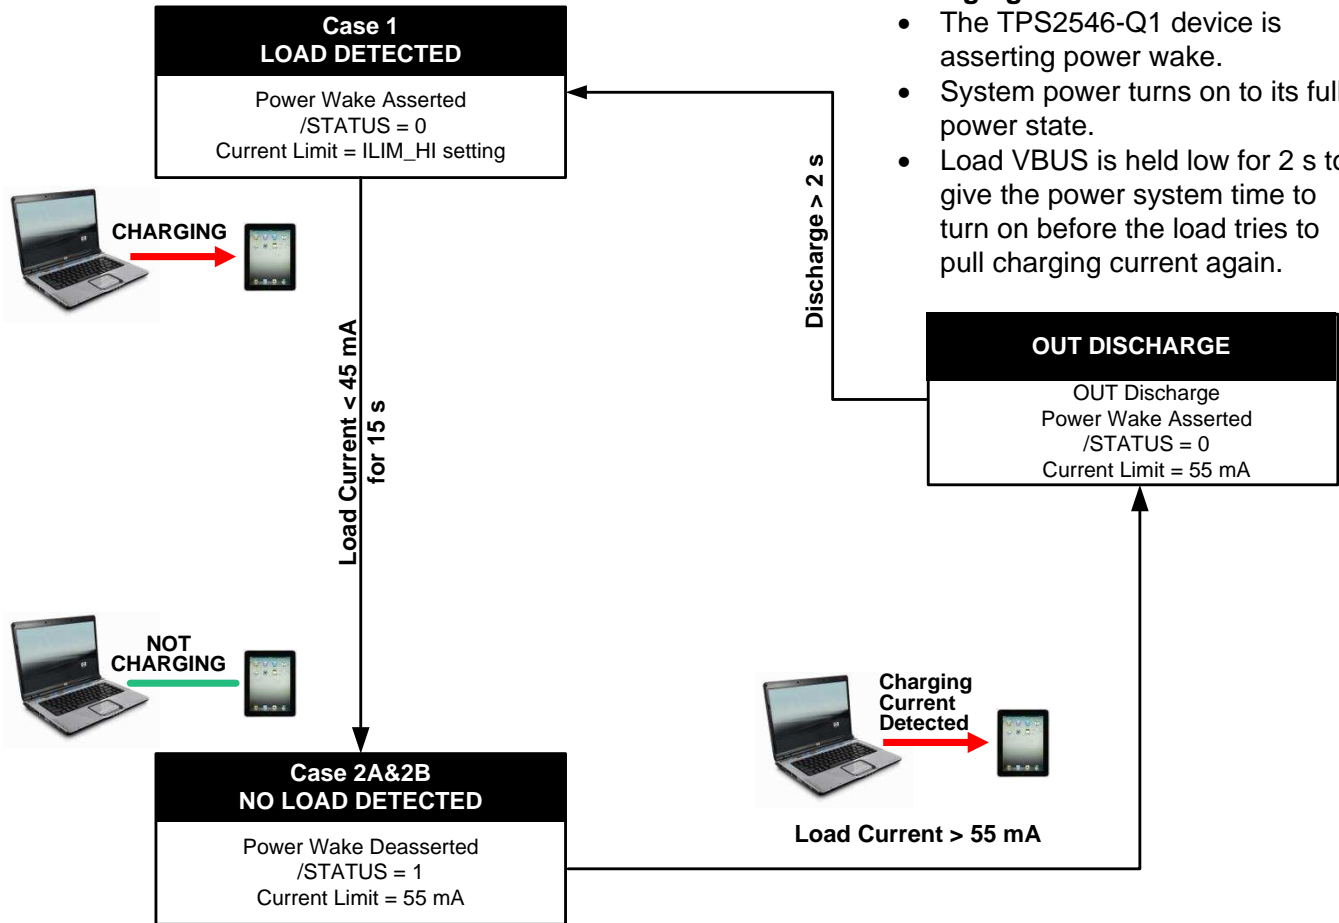 Case 1
LOAD DETECTED
Power Wake Asserted
/STATUS = 0
Current Limit = ILIM_HI setting
• The TPS2546-Q1 device is
asserting power wake.
• System power turns on to its full
power state.
• Load VBUS is held low for 2 s to
give the power system time to
turn on before the load tries to
pull charging current again.
CHARGING
Discharge > 2 s
Load Current < 45 mA
for 15 s
OUT DISCHARGE
OUT Discharge
Power Wake Asserted
/STATUS = 0
Current Limit = 55 mA
NOT
CHARGING
Charging
Current
Detected
Load Current > 55 mA
Case 2A&2B
NO LOAD DETECTED
Power Wake Deasserted
/STATUS = 1
Current Limit = 55 mA